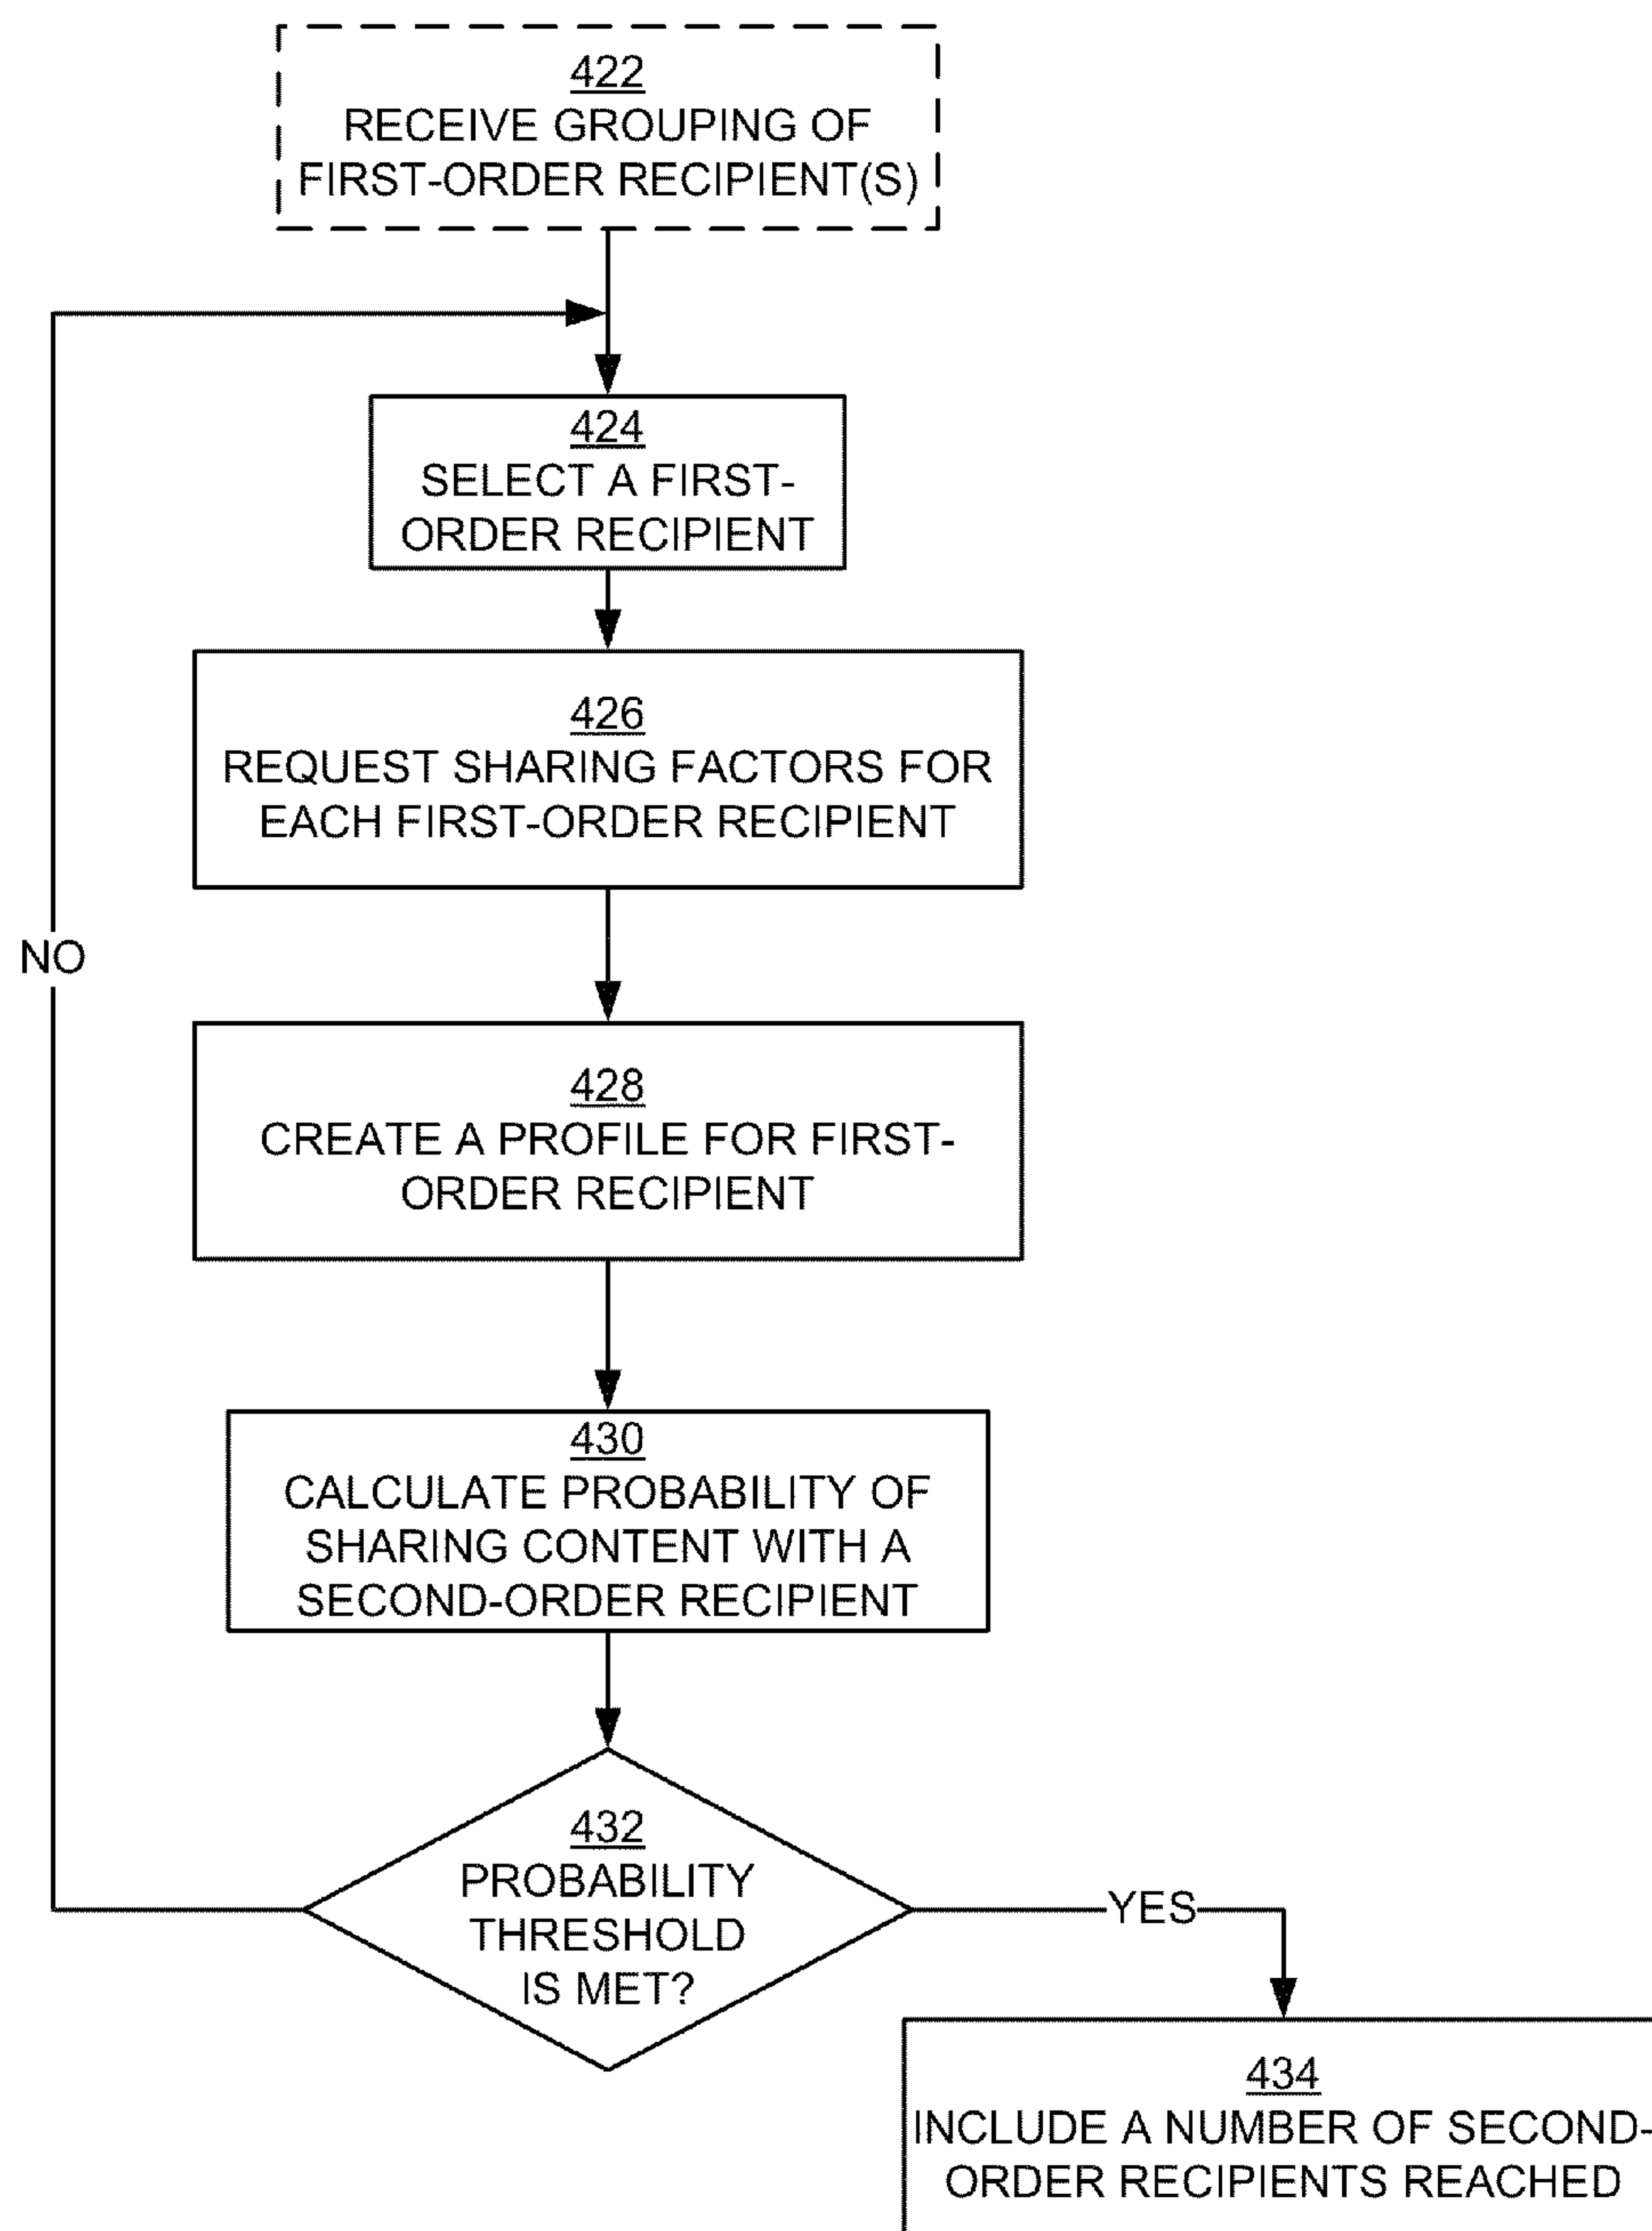 422
RECEIVE GROUPING OF
FIRST-ORDER RECIPIENT(S)
424
SELECT A FIRST-
ORDER RECIPIENT
426
REQUEST SHARING FACTORS FOR
EACH FIRST-ORDER RECIPIENT
NO
428
CREATE A PROFILE FOR FIRST-
ORDER RECIPIENT
430
CALCULATE PROBABILITY OF
SHARING CONTENT WITH A
SECOND-ORDER RECIPIENT
432
PROBABILITY
THRESHOLD
IS MET?
YES
434
INCLUDE A NUMBER OF SECOND-
ORDER RECIPIENTS REACHED